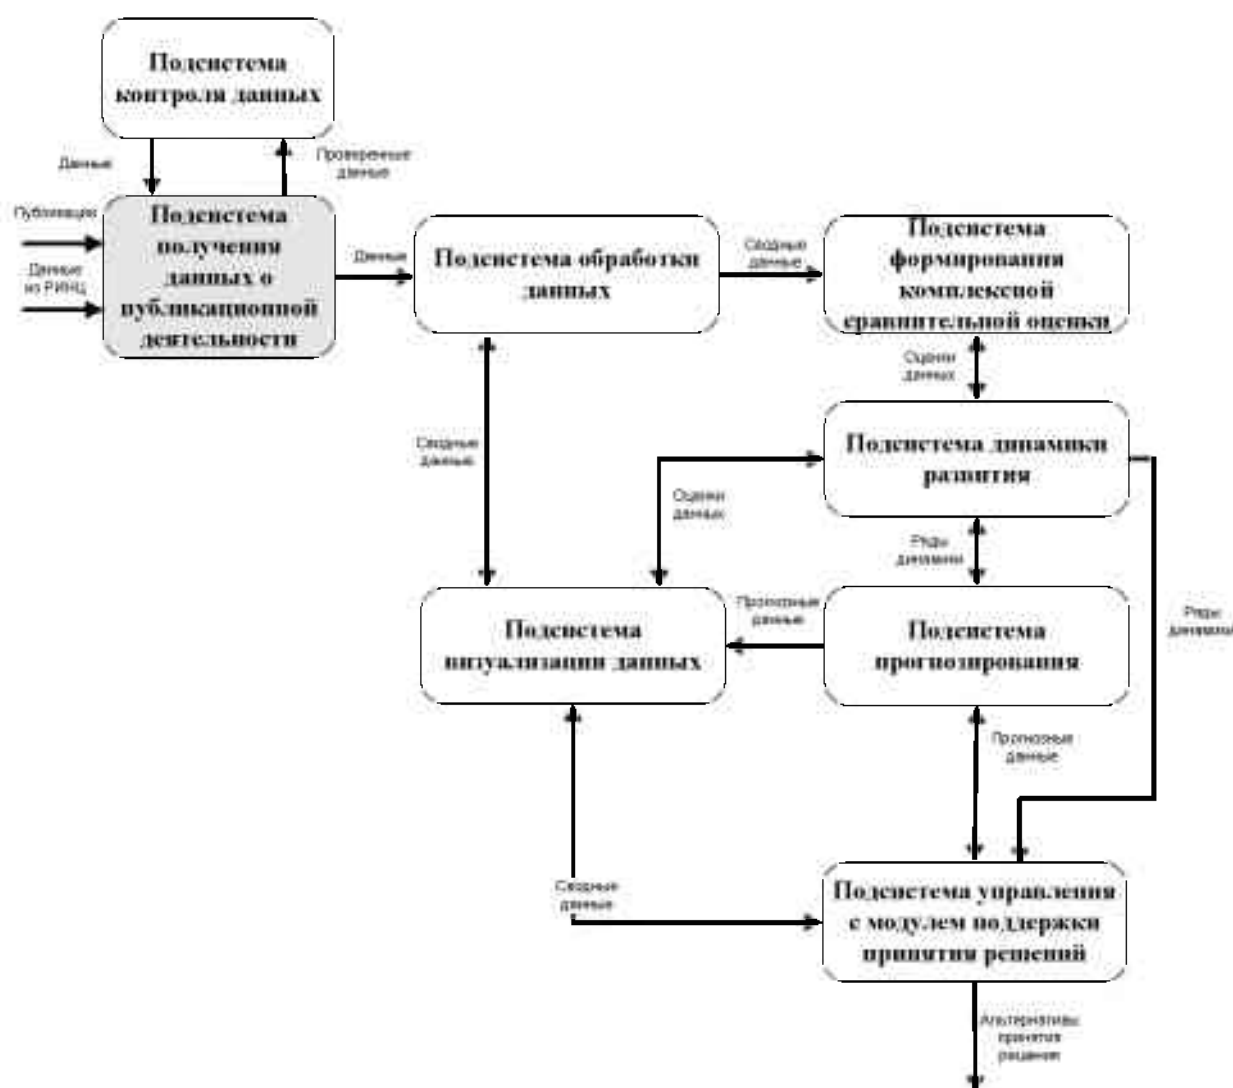 Подсистема
контроля данных
Данные
Проверенные
данные
Публикации
Данные
из РИНЦ
Подсистема
получения
данных о
публикационной
деятельности
Данные
Подсистема обработки
данных
Сводные
данные
Подсистема
формирования
комплексной
сравнительной оценки
Оценки
данных
Сводные
данные
Подсистема динамики
развития
Оценки
данных
Ряды
динамики
Прогнозные
данные
Ряды
динамики
Подсистема
визуализации данных
Подсистема
прогнозирования
Прогнозные
данные
Сводные
данные
Подсистема управления
с модулем поддержки
принятия решений
Альтернативы
принятия
решения